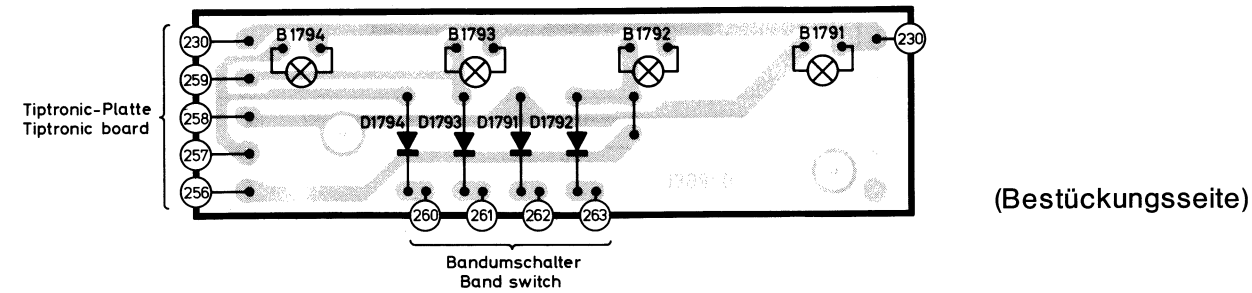 B1794 B1793 B1792 B1791
230 230
259
Tiptronic-Platte
Tiptronic board
258
D1794 D1793 D1791 D1792
257
256
260 261 262 263
(Bestückungsseite)
Bandumschalter
Band switch